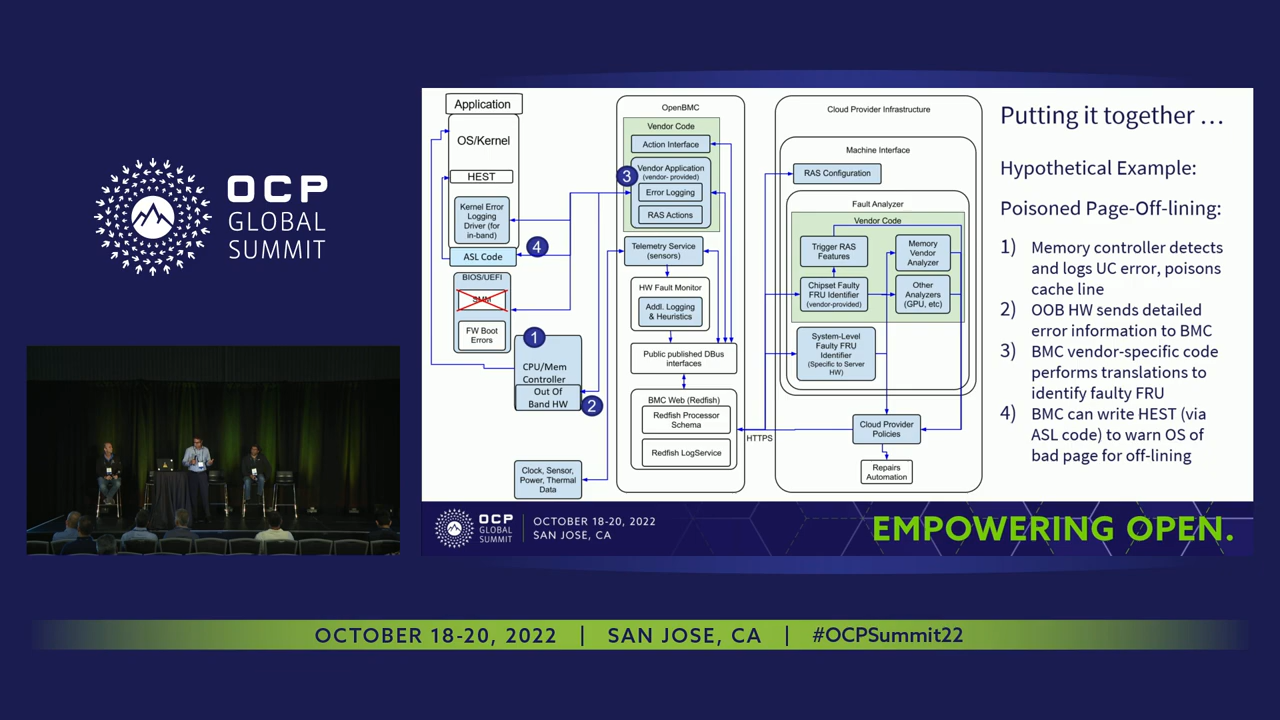 OCP
GLOBAL
SUMMIT
Application
OS/Kernel
HEST
Kernel Error
Logging
Driver (for
in-band)
ASL Code
4
BIOS/UEFI
SMM
FW Boot
Errors
1
CPU/Mem
Controller
Out Of
Band HW
2
Clock, Sensor,
Power, Thermal
Data
OpenBMC
Vendor Code
Action Interface
3
Vendor Application
(vendor- provided)
Error Logging
RAS Actions
Telemetry Service
(sensors)
HW Fault Monitor
Addl. Logging
& Heuristics
Public published DBus
interfaces
BMC Web (Redfish)
Redfish Processor
Schema
Redfish LogService
HTTPS
Cloud Provider Infrastructure
Machine Interface
RAS Configuration
Fault Analyzer
Vendor Code
Trigger RAS
Features
Memory
Vendor
Analyzer
Chipset Faulty
FRU Identifier
(vendor-provided)
Other
Analyzers
(GPU, etc)
System-Level
Faulty FRU
Identifier
(Specific to Server
HW)
Cloud Provider
Policies
Repairs
Automation
Putting it together …
Hypothetical Example:
Poisoned Page-Off-lining:
1) Memory controller detects
and logs UC error, poisons
cache line
2) OOB HW sends detailed
error information to BMC
3) BMC vendor-specific code
performs translations to
identify faulty FRU
4) BMC can write HEST (via
ASL code) to warn OS of
bad page for off-lining
OCP
GLOBAL
SUMMIT
OCTOBER 18-20, 2022
SAN JOSE, CA
EMPOWERING OPEN.
OCTOBER 18-20, 2022 | SAN JOSE, CA | #OCPSummit22